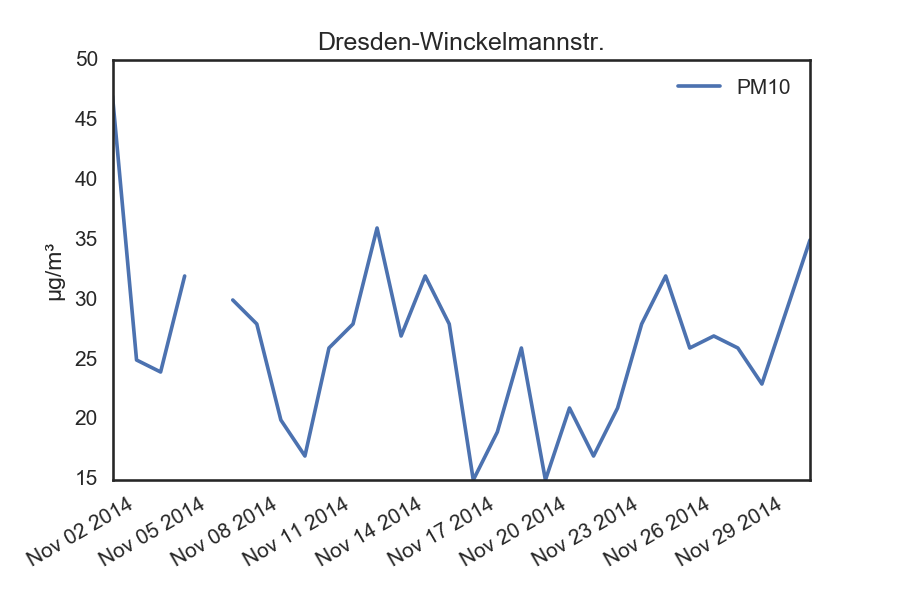 Dresden-Winckelmannstr.
50
45
40
35
30
25
20
15
µg/m³
PM10
Nov 02 2014
Nov 05 2014
Nov 08 2014
Nov 11 2014
Nov 14 2014
Nov 17 2014
Nov 20 2014
Nov 23 2014
Nov 26 2014
Nov 29 2014